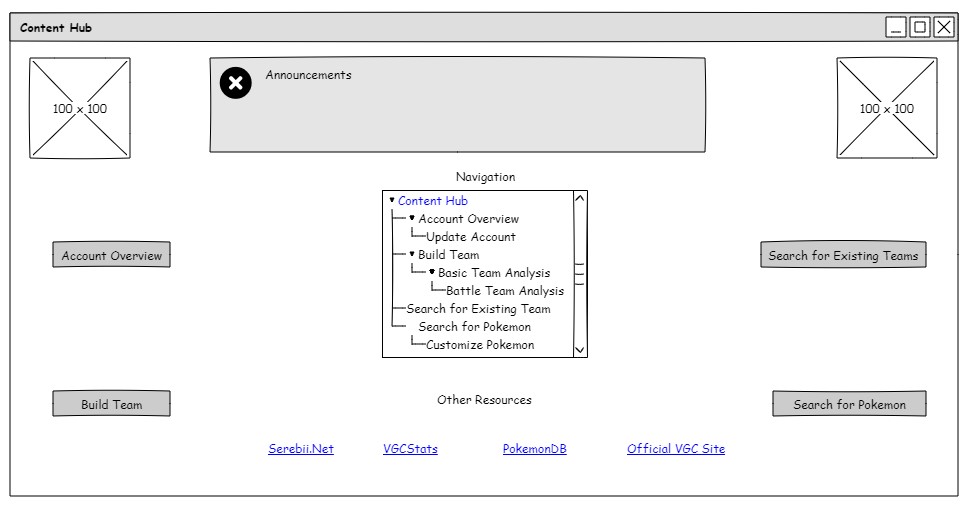 Content Hub
100 x 100
Announcements
100 x 100
Navigation
Content Hub
Account Overview
Update Account
Build Team
Basic Team Analysis
Battle Team Analysis
Search for Existing Team
Search for Pokemon
Customize Pokemon
Account Overview
Search for Existing Teams
Build Team
Search for Pokemon
Other Resources
Serebii.Net
VGCStats
PokemonDB
Official VGC Site